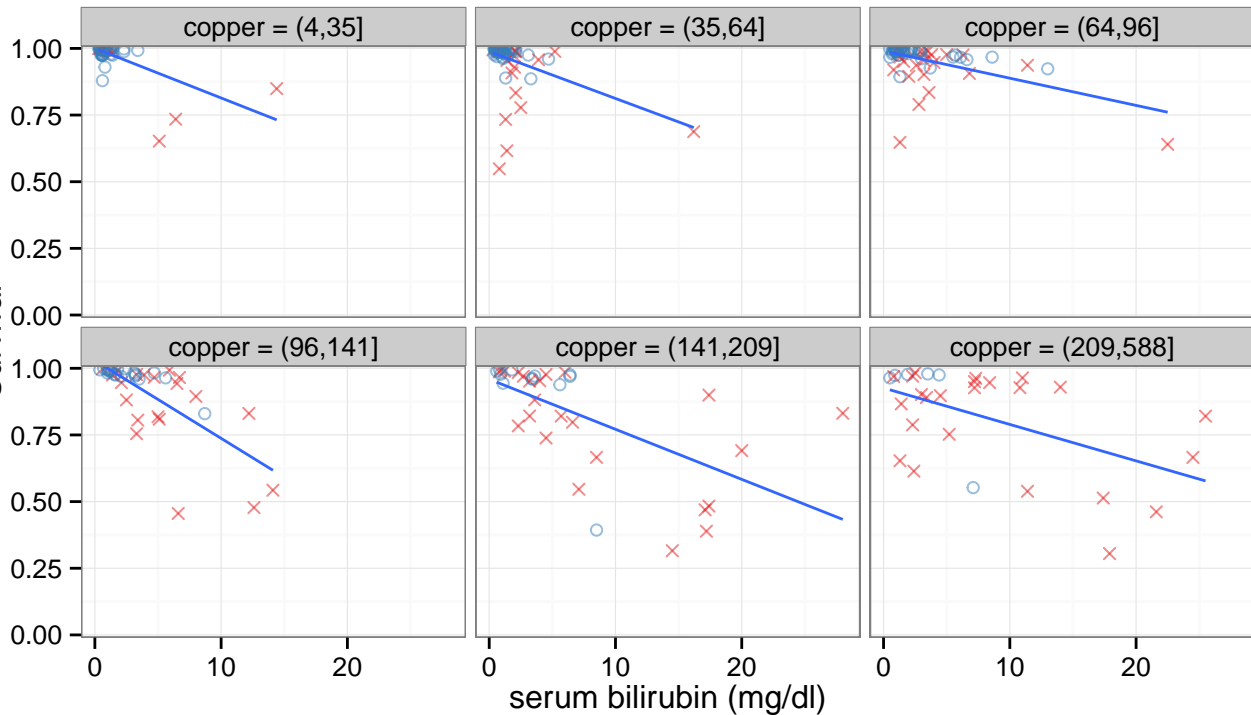 copper = (4,35] copper = (35,64] copper = (64,96]
1.00
0.75
0.50
0.25
0.00
copper = (96,141] copper = (141,209] copper = (209,588]
1.00
0.75
0.50
0.25
0.00
0 10 20 0 10 20 0 10 20
serum bilirubin (mg/dl)